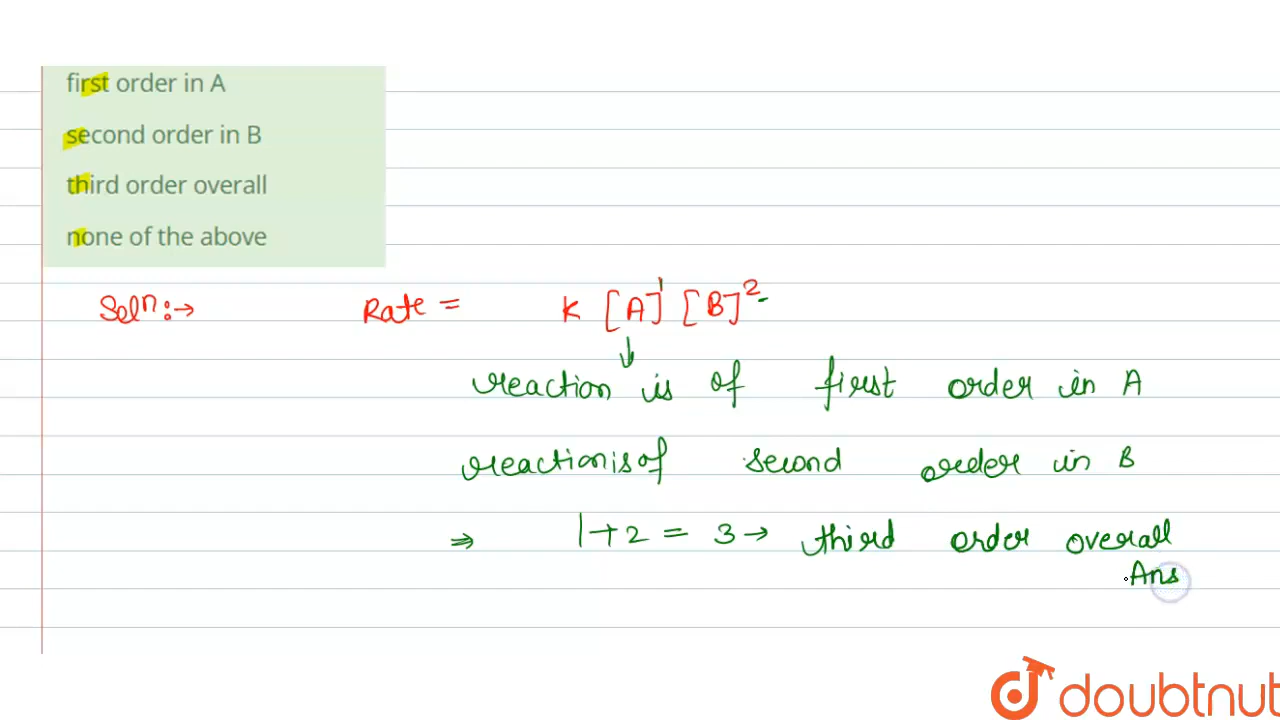 first order in A
second order in B
third order overall
none of the above
Solⁿ:→ Rate = K [A]¹ [B]²
↓
reaction is of first order in A
reaction is of second order in B
⇒ 1+2 = 3 → third order overall
Ans
doubtnut